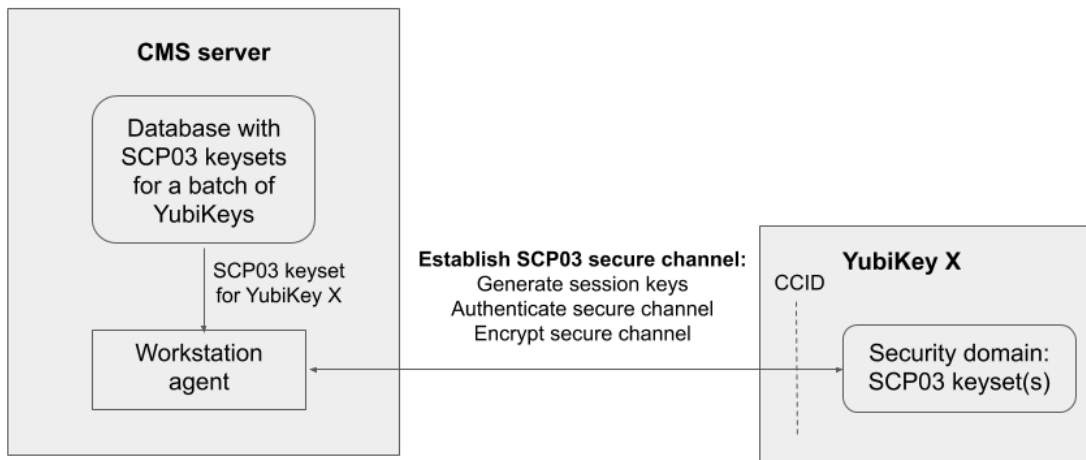 CMS server
Database with
SCP03 keysets
for a batch of
YubiKeys
SCP03 keyset
for YubiKey X
Workstation
agent
Establish SCP03 secure channel:
Generate session keys
Authenticate secure channel
Encrypt secure channel
YubiKey X
CCID
Security domain:
SCP03 keyset(s)